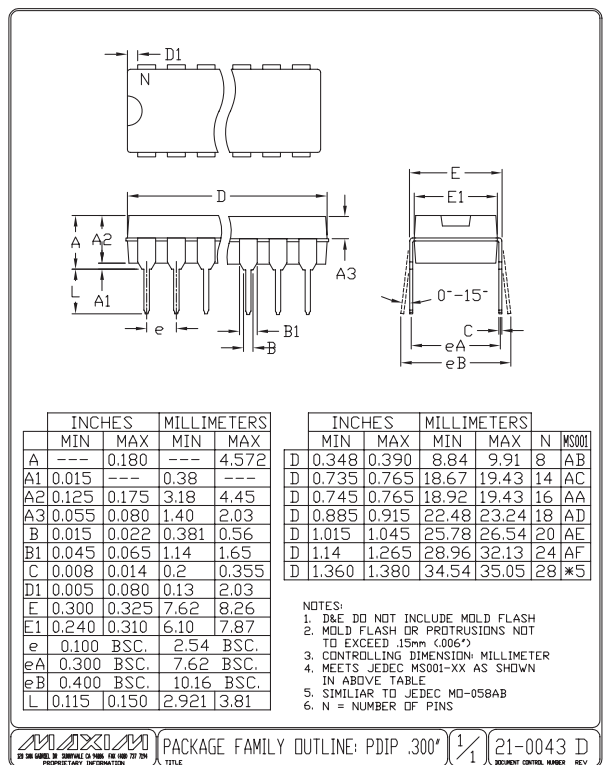 D1
N
D
E
E1
A
A2
A3
L
A1
0°-15°
e
B1
B
C
eA
eB
INCHES MILLIMETERS
MIN MAX MIN MAX
A --- 0.180 --- 4.572
A1 0.015 --- 0.38 ---
A2 0.125 0.175 3.18 4.45
A3 0.055 0.080 1.40 2.03
B 0.015 0.022 0.381 0.56
B1 0.045 0.065 1.14 1.65
C 0.008 0.014 0.2 0.355
D1 0.005 0.080 0.13 2.03
E 0.300 0.325 7.62 8.26
E1 0.240 0.310 6.10 7.87
e 0.100 BSC. 2.54 BSC.
eA 0.300 BSC. 7.62 BSC.
eB 0.400 BSC. 10.16 BSC.
L 0.115 0.150 2.921 3.81
INCHES MILLIMETERS
MIN MAX MIN MAX N MS001
D 0.348 0.390 8.84 9.91 8 AB
D 0.735 0.765 18.67 19.43 14 AC
D 0.745 0.765 18.92 19.43 16 AA
D 0.885 0.915 22.48 23.24 18 AD
D 1.015 1.045 25.78 26.54 20 AE
D 1.14 1.265 28.96 32.13 24 AF
D 1.360 1.380 34.54 35.05 28 *5
NOTES:
1. D&E DO NOT INCLUDE MOLD FLASH
2. MOLD FLASH OR PROTRUSIONS NOT
TO EXCEED .15mm (.006")
3. CONTROLLING DIMENSION: MILLIMETER
4. MEETS JEDEC MS001-XX AS SHOWN
IN ABOVE TABLE
5. SIMILIAR TO JEDEC MO-058AB
6. N = NUMBER OF PINS
MAXIM
PROPRIETARY INFORMATION
PACKAGE FAMILY OUTLINE: PDIP .300"
TITLE
1/1
21-0043 D
DOCUMENT CONTROL NUMBER REV